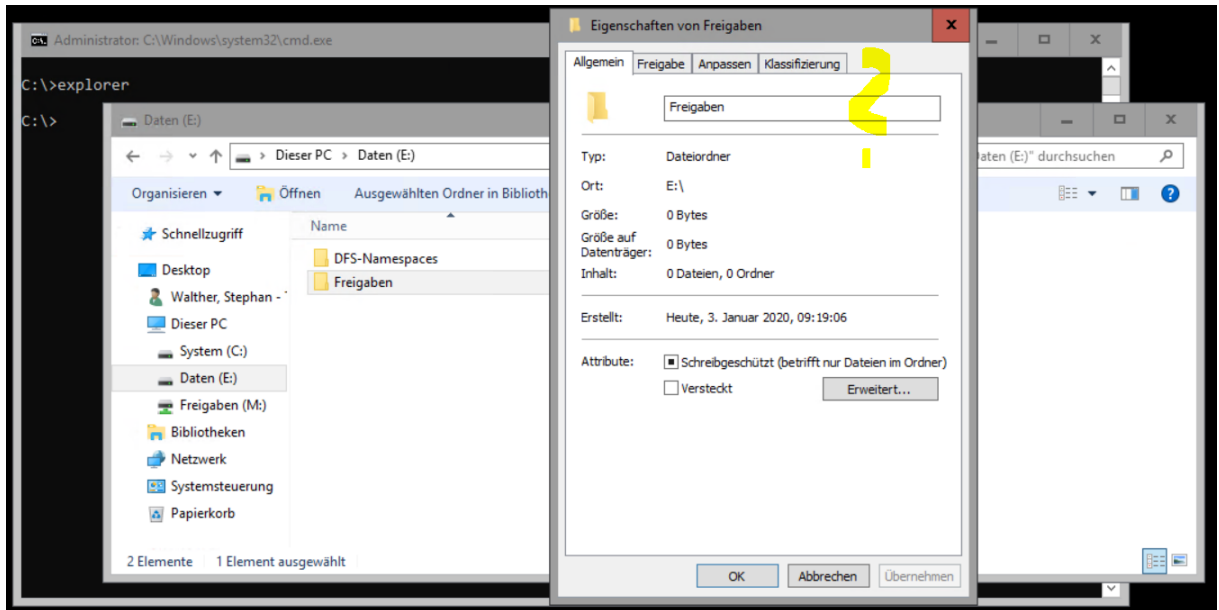 Administrator: C:\Windows\system32\cmd.exe
C:\>explorer
C:\>
Daten (E:)
Dieser PC > Daten (E:)
Daten (E:)" durchsuchen
Organisieren
Öffnen
Ausgewählten Ordner in Biblioth
Schnellzugriff
Desktop
Walther, Stephan -
Dieser PC
System (C:)
Daten (E:)
Freigaben (M:)
Bibliotheken
Netzwerk
Systemsteuerung
Papierkorb
Name
DFS-Namespaces
Freigaben
2 Elemente 1 Element ausgewählt
Eigenschaften von Freigaben
Allgemein Freigabe Anpassen Klassifizierung
?
Freigaben
Typ: Dateiordner
Ort: E:\
Größe: 0 Bytes
Größe auf
Datenträger: 0 Bytes
Inhalt: 0 Dateien, 0 Ordner
Erstellt: Heute, 3. Januar 2020, 09:19:06
Attribute: Schreibgeschützt (betrifft nur Dateien im Ordner)
Versteckt Erweitert...
OK Abbrechen Übernehmen